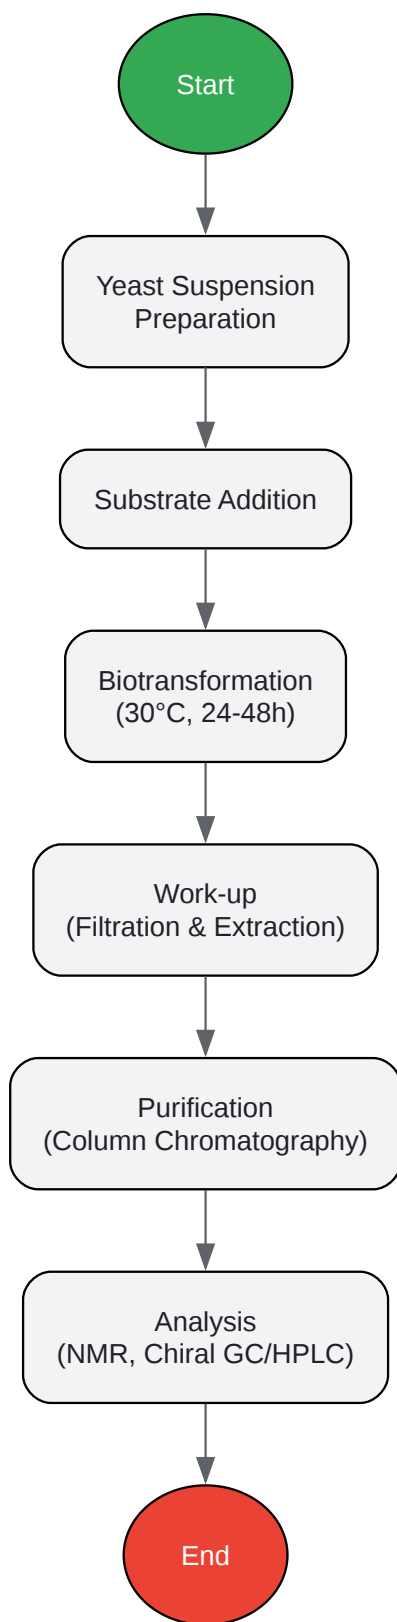 Start
Yeast Suspension
Preparation
Substrate Addition
Biotransformation
(30°C, 24-48h)
Work-up
(Filtration & Extraction)
Purification
(Column Chromatography)
Analysis
(NMR, Chiral GC/HPLC)
End